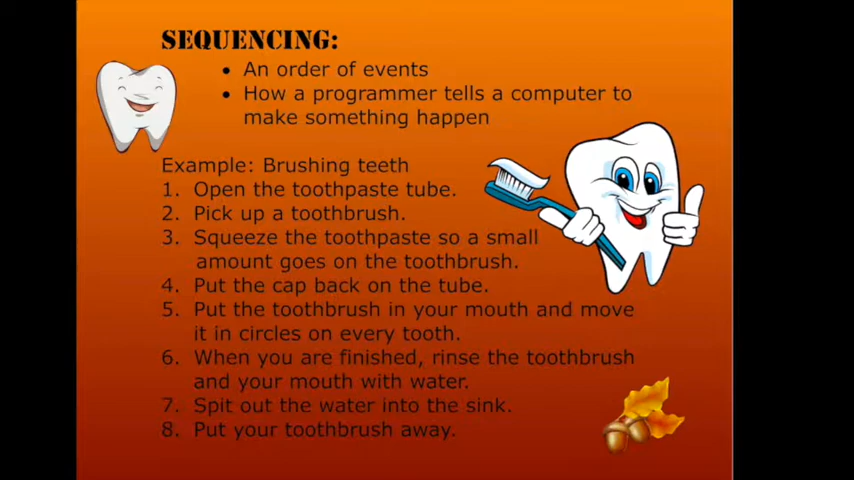 SEQUENCING:
• An order of events
• How a programmer tells a computer to
make something happen
Example: Brushing teeth
1. Open the toothpaste tube.
2. Pick up a toothbrush.
3. Squeeze the toothpaste so a small
amount goes on the toothbrush.
4. Put the cap back on the tube.
5. Put the toothbrush in your mouth and move
it in circles on every tooth.
6. When you are finished, rinse the toothbrush
and your mouth with water.
7. Spit out the water into the sink.
8. Put your toothbrush away.